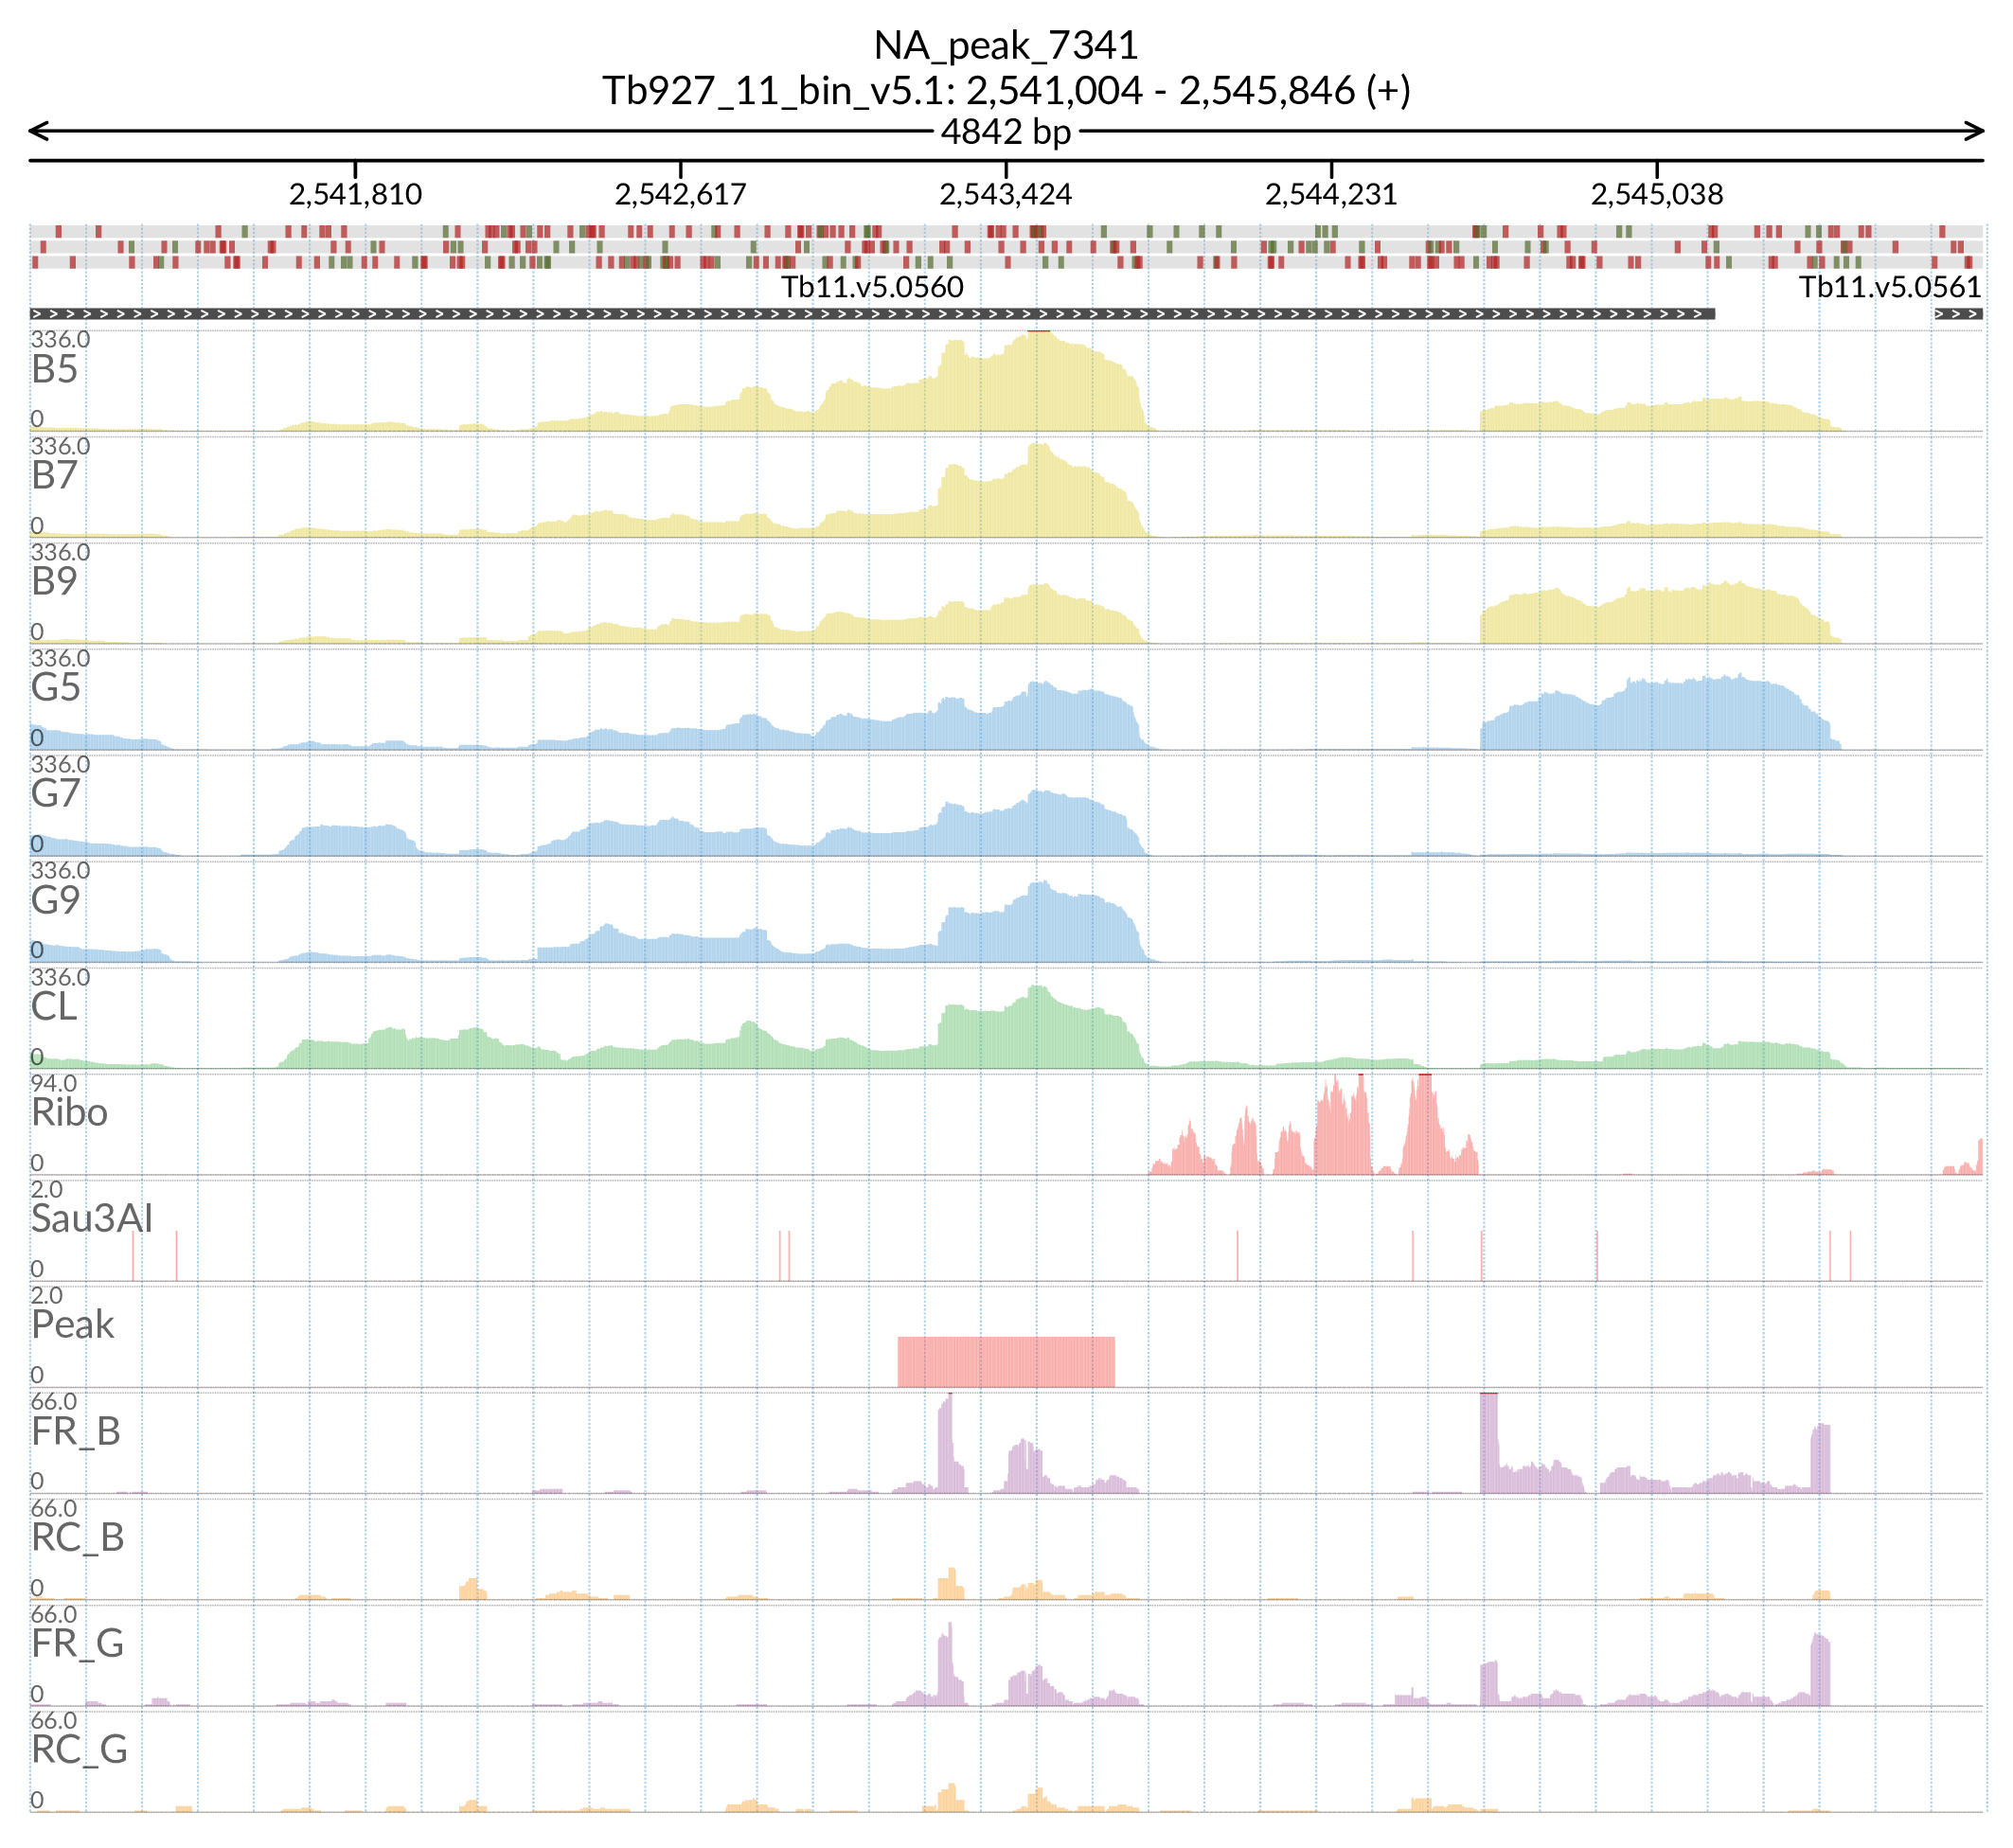 NA_peak_7341
Tb927_11_bin_v5.1: 2,541,004 - 2,545,846 (+)
4842 bp
2,541,810 2,542,617 2,543,424 2,544,231 2,545,038
Tb11.v5.0560 Tb11.v5.0561
336.0
B5
0
336.0
B7
0
336.0
B9
0
336.0
G5
0
336.0
G7
0
336.0
G9
0
336.0
CL
0
94.0
Ribo
0
2.0
Sau3AI
0
2.0
Peak
0
66.0
FR_B
0
66.0
RC_B
0
66.0
FR_G
0
66.0
RC_G
0